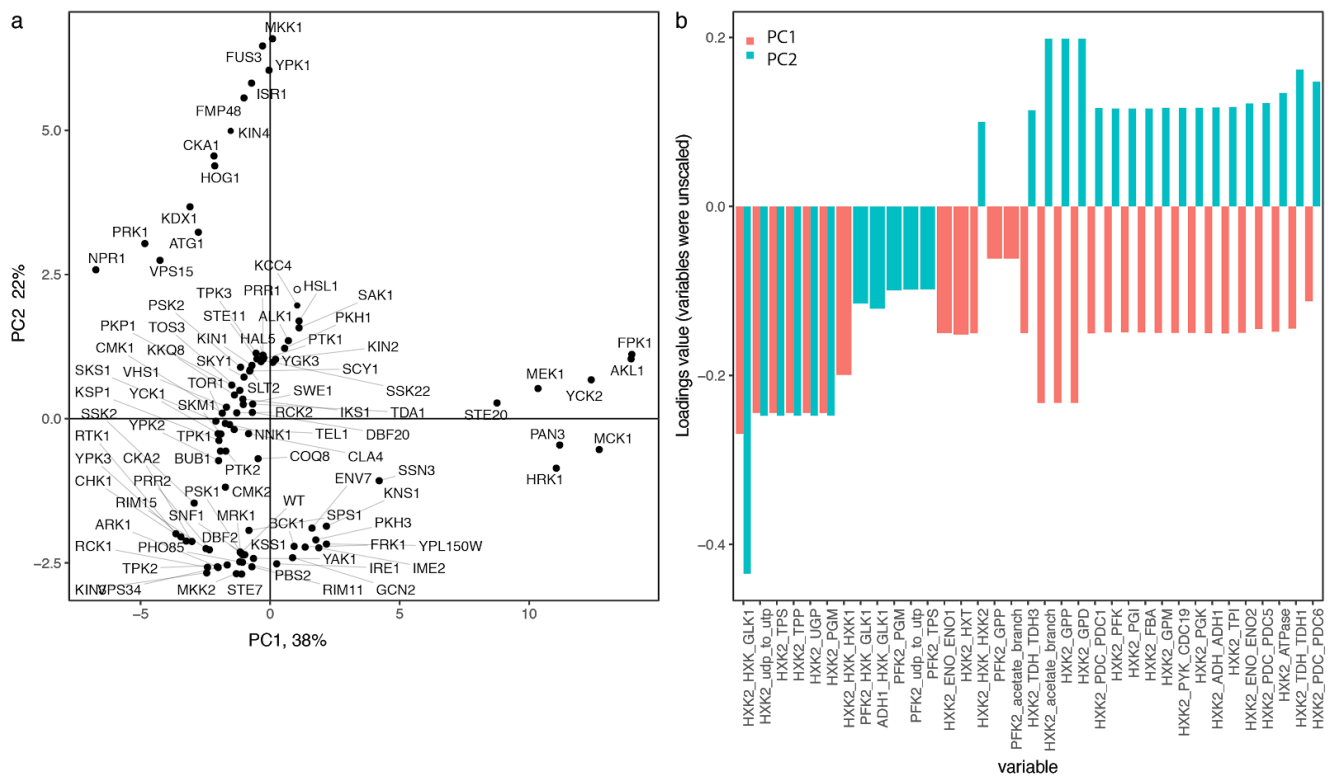 a
MKK1
FUS3
YPK1
ISR1
FMP48
5.0
KIN4
CKA1
HOG1
KDX1
PRK1
ATG1
NPR1
VPS15
KCC4
2.5
TPK3
PRR1
HSL1
SAK1
PSK2
STE11
ALK1
PKH1
PKP1
TOS3
KIN1
HAL5
PTK1
KIN2
FPK1
CMK1
KKQ8
SKY1
YGK3
SCY1
AKL1
SKS1
VHS1
TOR1
SLT2
SWE1
SSK22
MEK1
YCK2
KSP1
YCK1
SKM1
RCK2
IKS1
TDA1
STE20
SSK2
0.0
YPK2
TPK1
NNK1
TEL1
DBF20
PAN3
MCK1
RTK1
YPK3
CKA2
BUB1
PTK2
COQ8
CLA4
HRK1
CHK1
PRR2
PSK1
CMK2
WT
ENV7
SSN3
RIM15
KNS1
SNF1
MRK1
BCK1
SPS1
ARK1
DBF2
PKH3
RCK1
PHO85
KSS1
FRK1
YPL150W
−2.5
TPK2
YAK1
IRE1
IME2
PBS2
KIN3
VPS34
MKK2
STE7
RIM11
GCN2
−5
0
5
10
PC1, 38%
PC2 22%
b
PC1
PC2
0.2
0.0
−0.2
−0.4
Loadings value (variables were unscaled)
HXK2_HXK_GLK1
HXK2_udp_to_utp
HXK2_TPS
HXK2_TPP
HXK2_UGP
HXK2_PGM
HXK2_HXK_HXK1
PFK2_HXK_GLK1
ADH1_HXK_GLK1
PFK2_PGM
PFK2_udp_to_utp
PFK2_TPS
HXK2_ENO_ENO1
HXK2_HXT
HXK2_HXK_HXK2
PFK2_GPP
PFK2_acetate_branch
HXK2_TDH_TDH3
HXK2_acetate_branch
HXK2_GPP
HXK2_GPD
HXK2_PDC_PDC1
HXK2_PFK
HXK2_PGI
HXK2_FBA
HXK2_GPM
HXK2_PYK_CDC19
HXK2_PGK
HXK2_ADH_ADH1
HXK2_TPI
HXK2_ENO_ENO2
HXK2_PDC_PDC5
HXK2_ATPase
HXK2_TDH_TDH1
HXK2_PDC_PDC6
variable